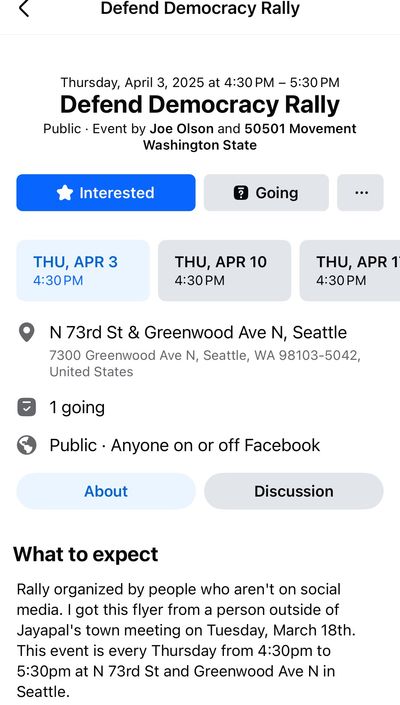 Defend Democracy Rally
Thursday, April 3, 2025 at 4:30 PM – 5:30 PM
Defend Democracy Rally
Public · Event by Joe Olson and 50501 Movement
Washington State
Interested
Going
THU, APR 3
4:30 PM
THU, APR 10
4:30 PM
THU, APR 1
4:30 PM
N 73rd St & Greenwood Ave N, Seattle
7300 Greenwood Ave N, Seattle, WA 98103-5042,
United States
1 going
Public · Anyone on or off Facebook
About
Discussion
What to expect
Rally organized by people who aren't on social
media. I got this flyer from a person outside of
Jayapal's town meeting on Tuesday, March 18th.
This event is every Thursday from 4:30pm to
5:30pm at N 73rd St and Greenwood Ave N in
Seattle.